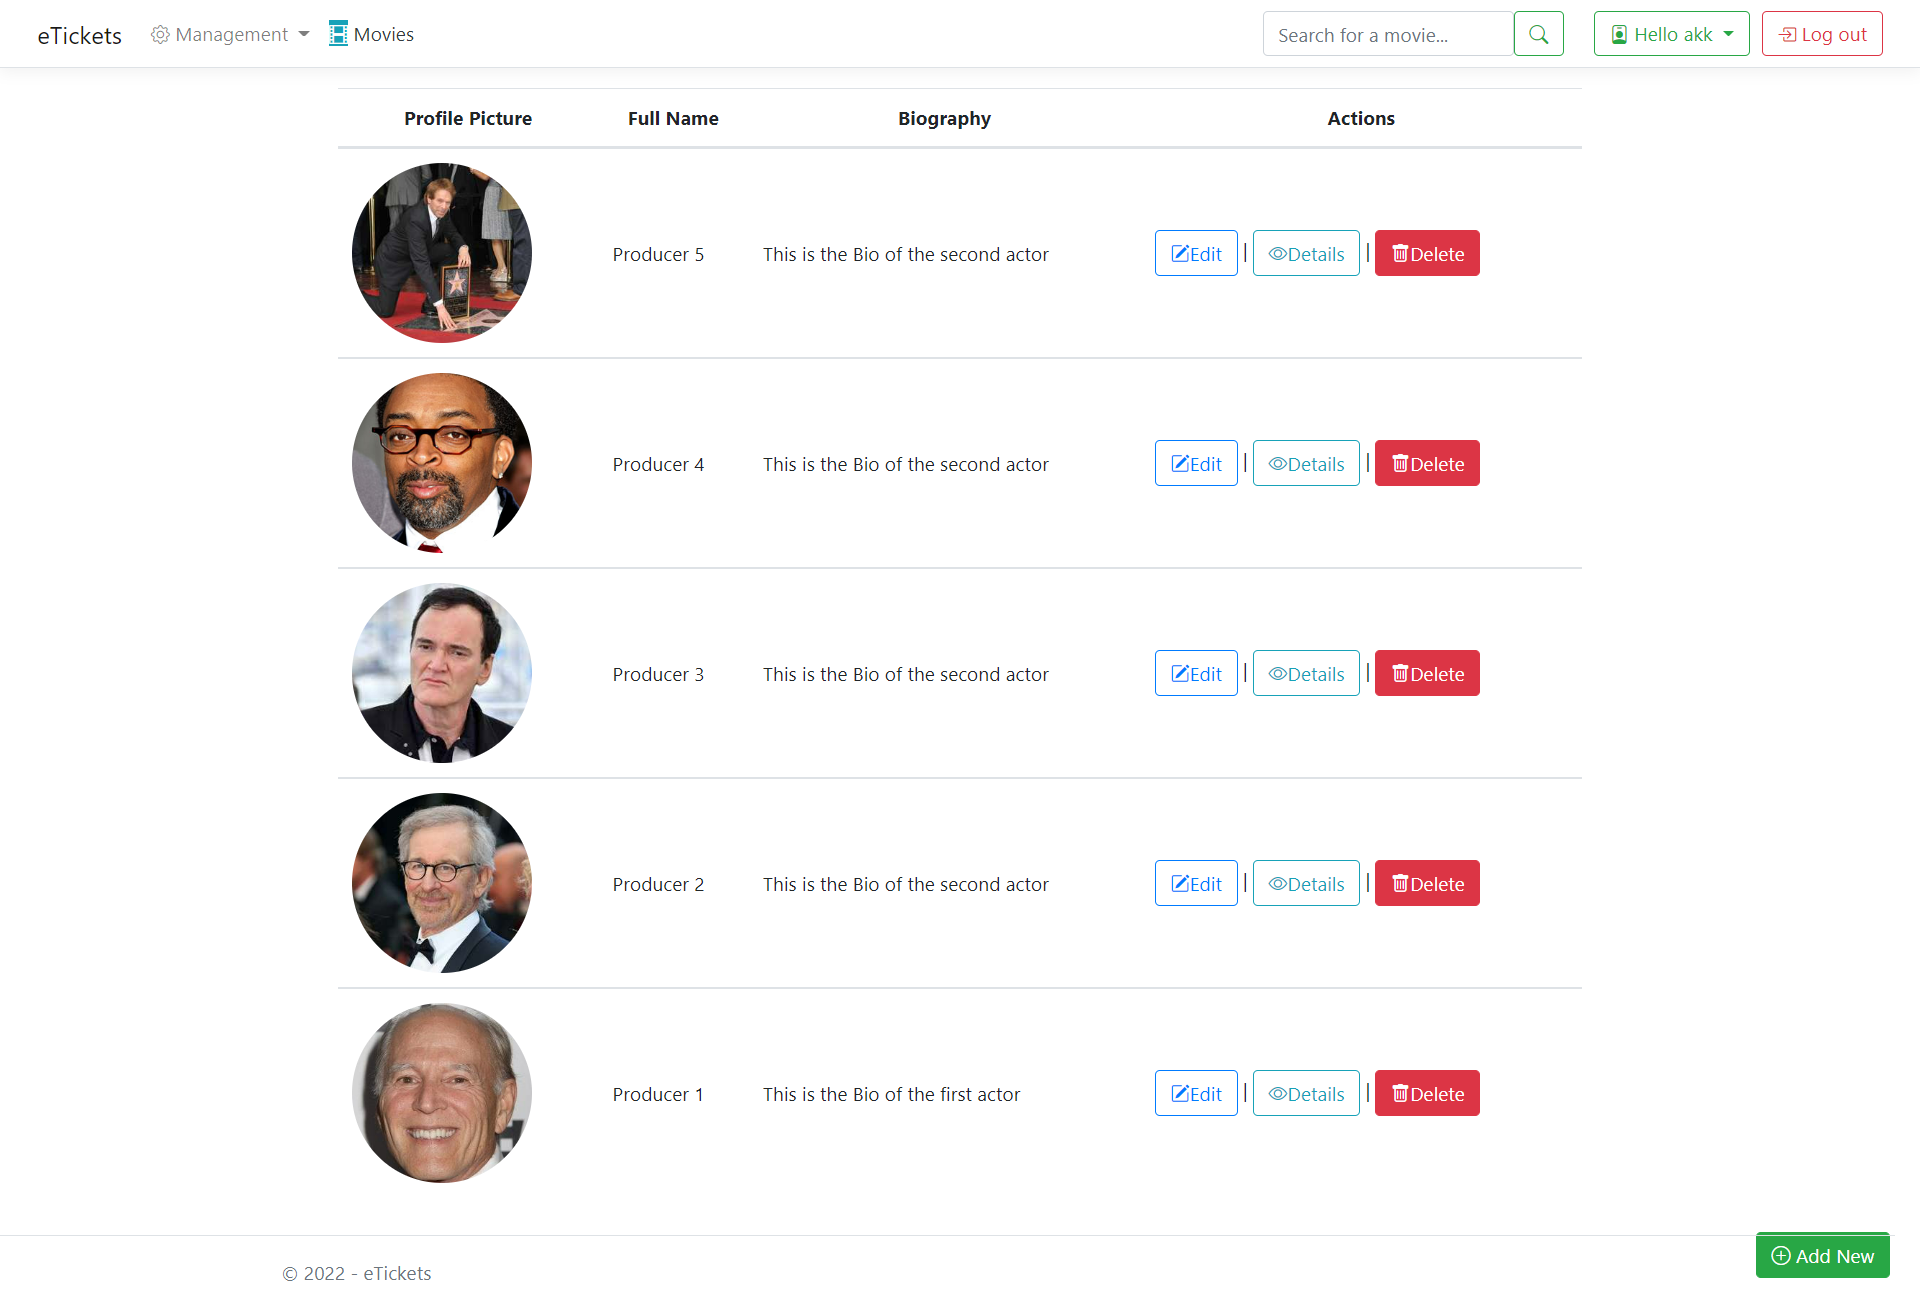 eTickets Management Movies Search for a movie... Hello akk Log out
Profile Picture Full Name Biography Actions
Producer 5 This is the Bio of the second actor Edit | Details | Delete
Producer 4 This is the Bio of the second actor Edit | Details | Delete
Producer 3 This is the Bio of the second actor Edit | Details | Delete
Producer 2 This is the Bio of the second actor Edit | Details | Delete
Producer 1 This is the Bio of the first actor Edit | Details | Delete
Add New
© 2022 - eTickets